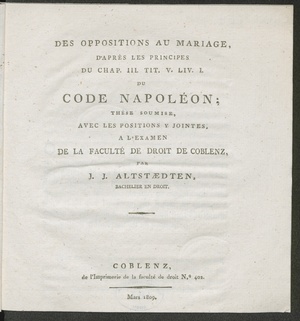 DES OPPOSITIONS AU MARIAGE,
D'APRÈS LES PRINCIPES
DU CHAP. III. TIT. V. LIV. I.
DU
CODE NAPOLÉON;
THESE SOUMISE,
AVEC LES POSITIONS Y JOINTES,
A L'EXAMEN
DE LA FACULTÉ DE DROIT DE COBLENZ,
PAR
J. J. ALTSTÆDTEN,
BACHELIER EN DROIT.
COBLENZ,
de l'Imprimerie de la faculté de droit N.º 402.
Mars 1809.